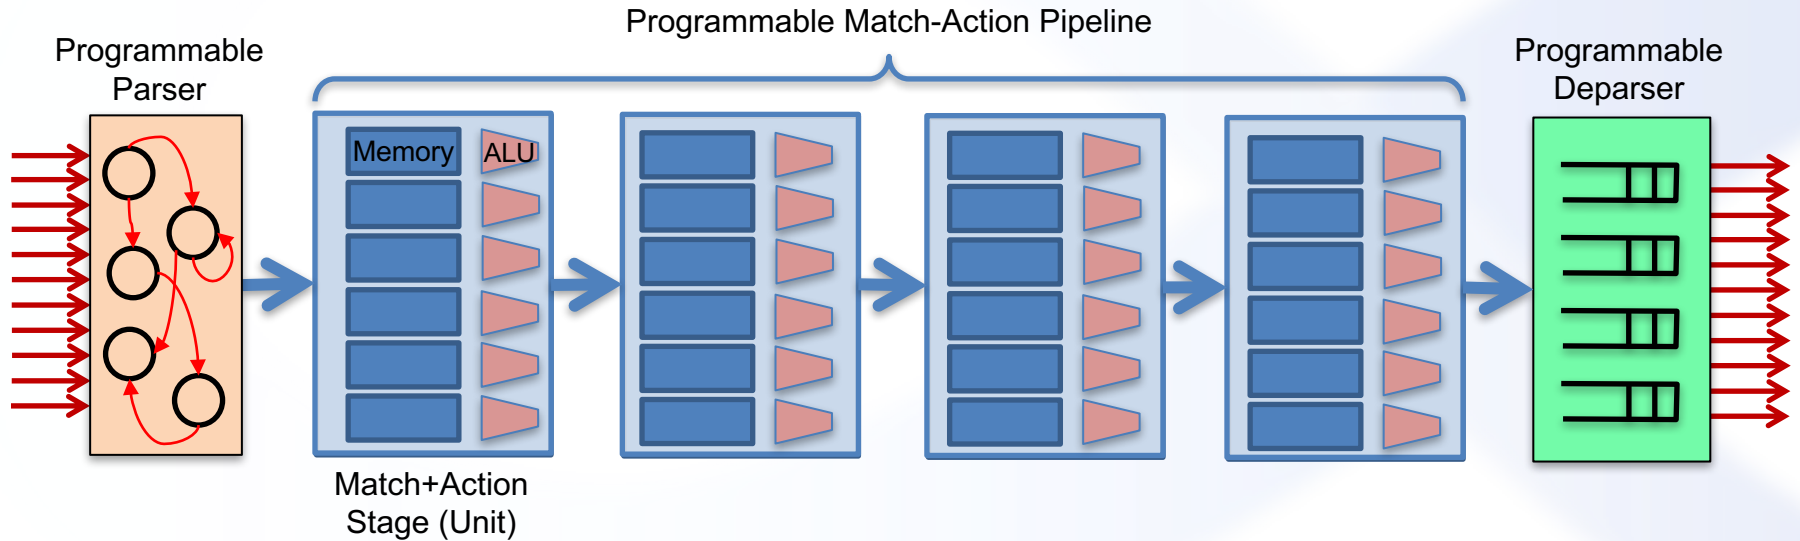 Programmable Match-Action Pipeline
Programmable
Parser
Programmable
Deparser
Memory
ALU
Match+Action
Stage (Unit)